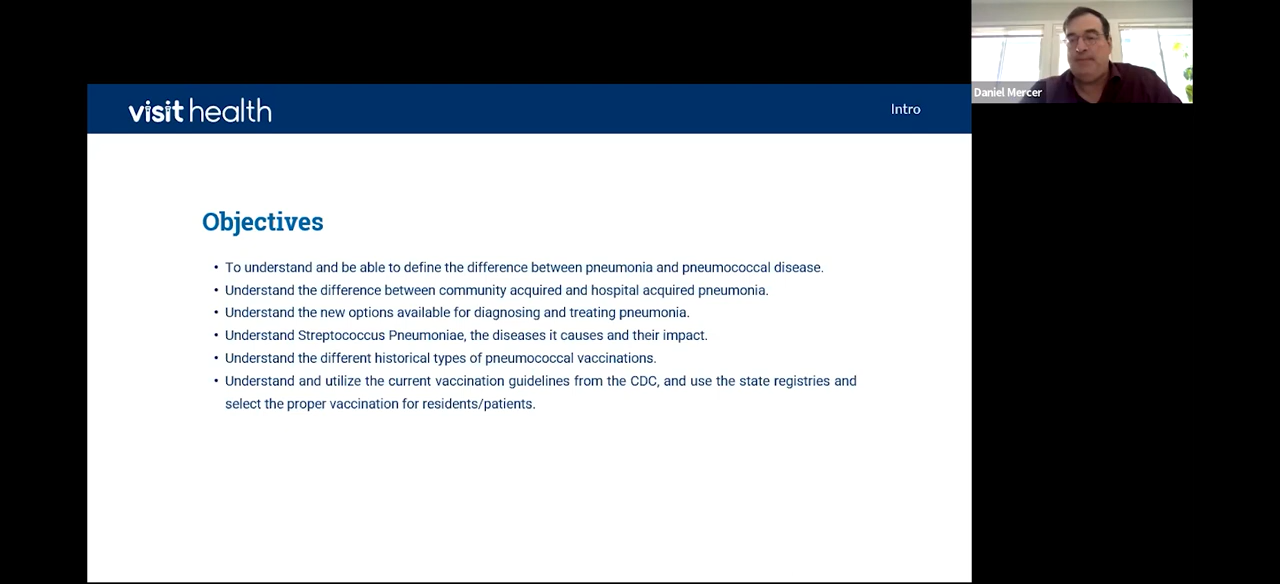 visit health
Intro
Daniel Mercer
Objectives
• To understand and be able to define the difference between pneumonia and pneumococcal disease.
• Understand the difference between community acquired and hospital acquired pneumonia.
• Understand the new options available for diagnosing and treating pneumonia.
• Understand Streptococcus Pneumoniae, the diseases it causes and their impact.
• Understand the different historical types of pneumococcal vaccinations.
• Understand and utilize the current vaccination guidelines from the CDC, and use the state registries and
select the proper vaccination for residents/patients.